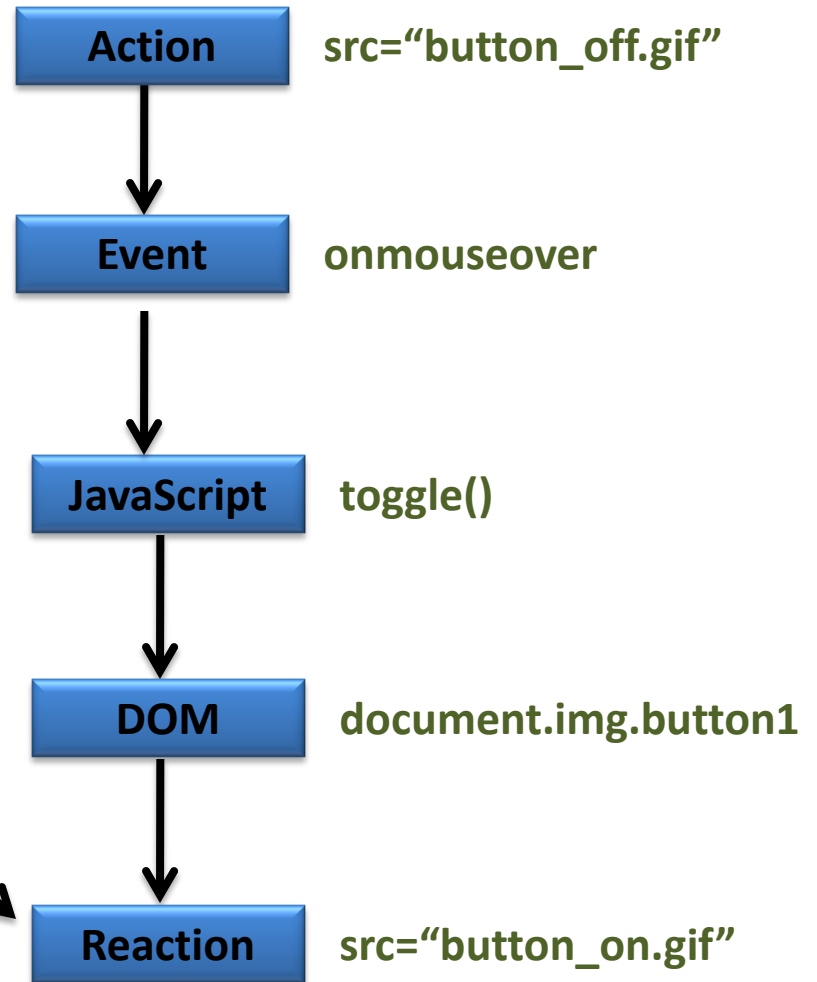 Action src=“button_off.gif”
Event onmouseover
JavaScript toggle()
DOM document.img.button1
Reaction src=“button_on.gif”